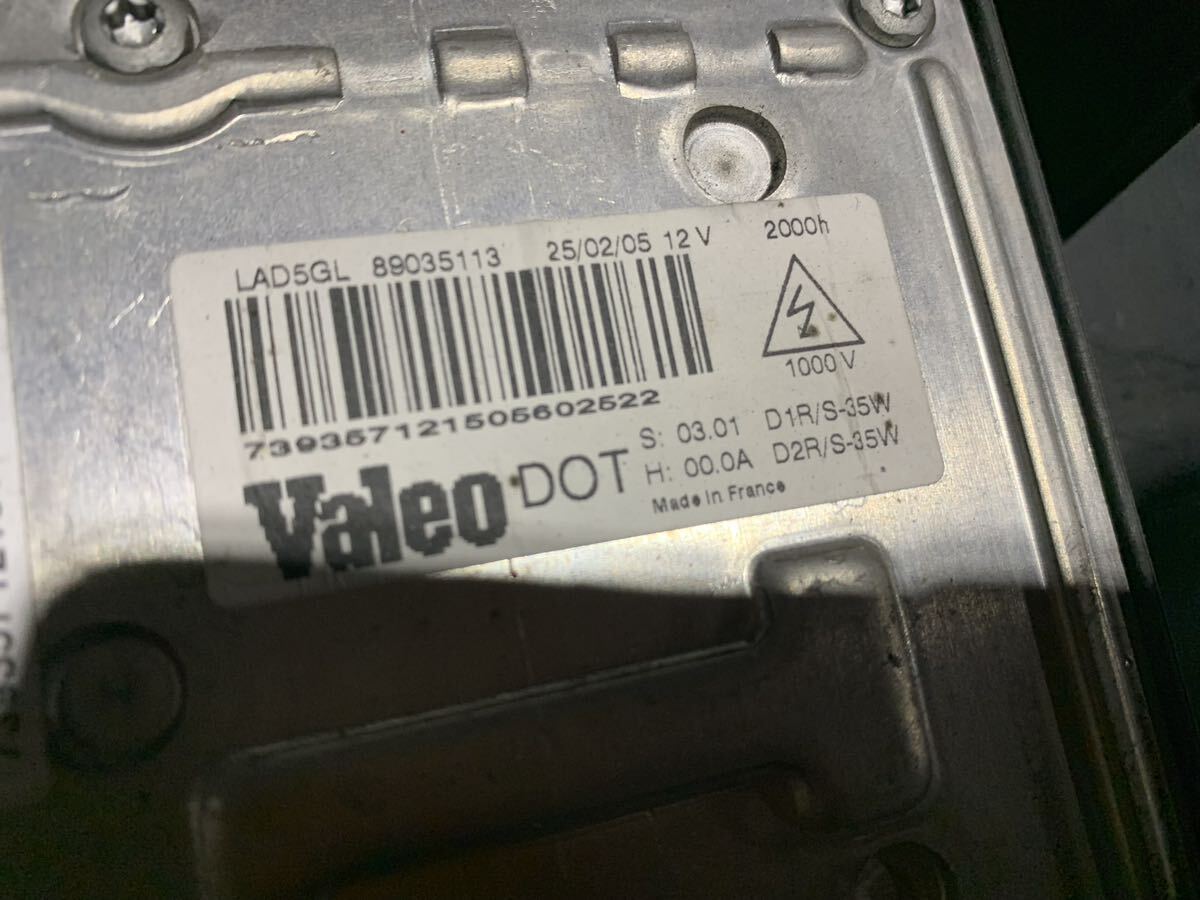 LAD5GL 89035113 25/02/05 12 V 2000h
1000 V
739357121505602522
S: 03.01 D1R/S-35W
H: 00.0A D2R/S-35W
Valeo DOT
Made in France